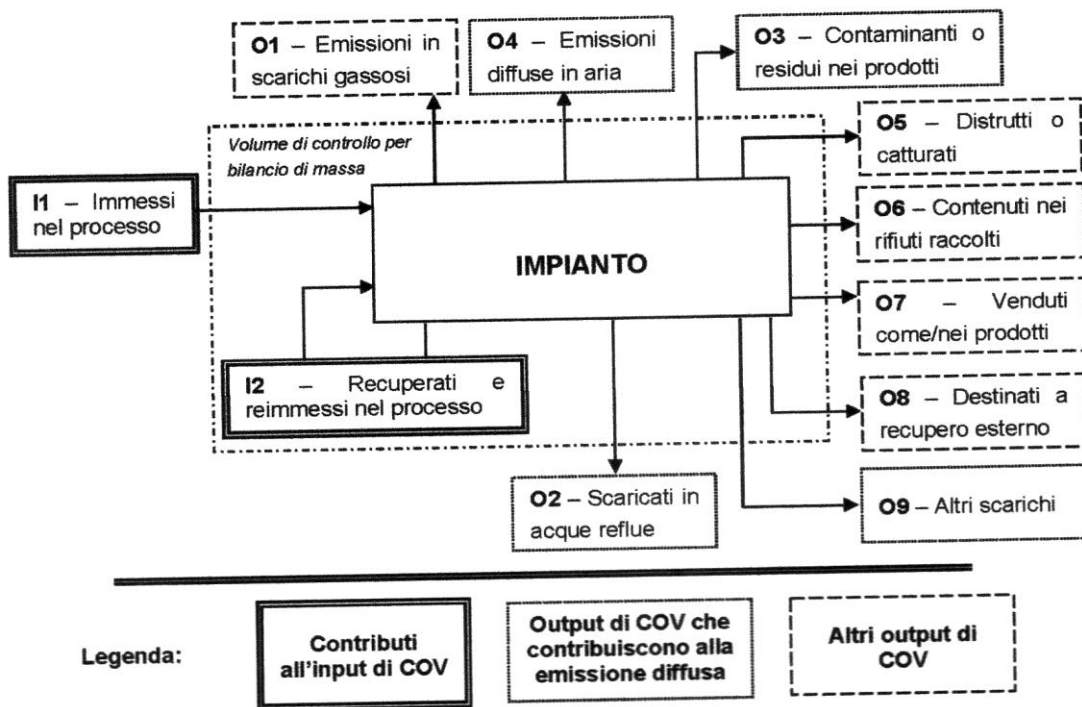 O1 – Emissioni in
scarichi gassosi
O4 – Emissioni
diffuse in aria
O3 – Contaminanti o
residui nei prodotti
Volume di controllo per
bilancio di massa
O5 – Distrutti o
catturati
I1 – Immessi
nel processo
O6 – Contenuti nei
rifiuti raccolti
IMPIANTO
O7 – Venduti
come/nei prodotti
I2 – Recuperati e
reimmessi nel processo
O8 – Destinati a
recupero esterno
O2 – Scaricati in
acque reflue
O9 – Altri scarichi
Legenda:
Contributi
all'input di COV
Output di COV che
contribuiscono alla
emissione diffusa
Altri output di
COV